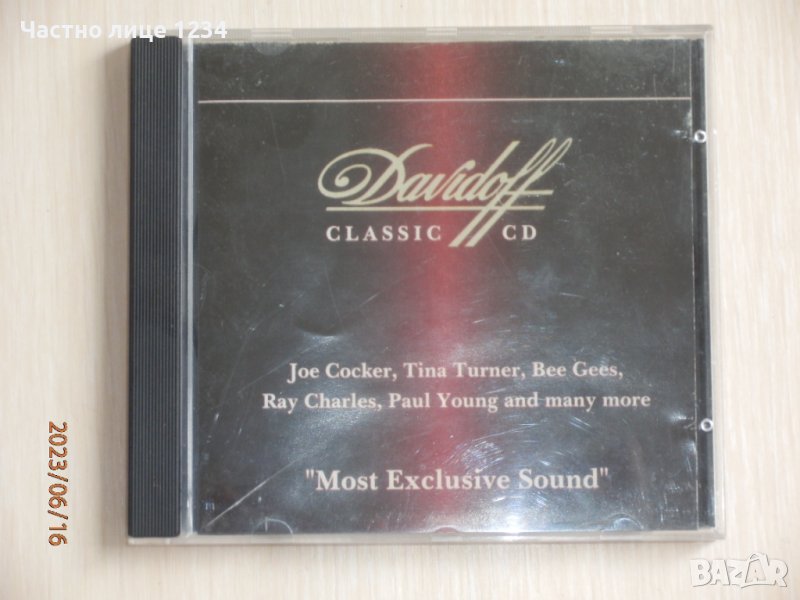 Частно лице 1234
Davidoff
CLASSIC CD
Joe Cocker, Tina Turner, Bee Gees,
Ray Charles, Paul Young and many more
"Most Exclusive Sound"
2023/06/16
BAZAR